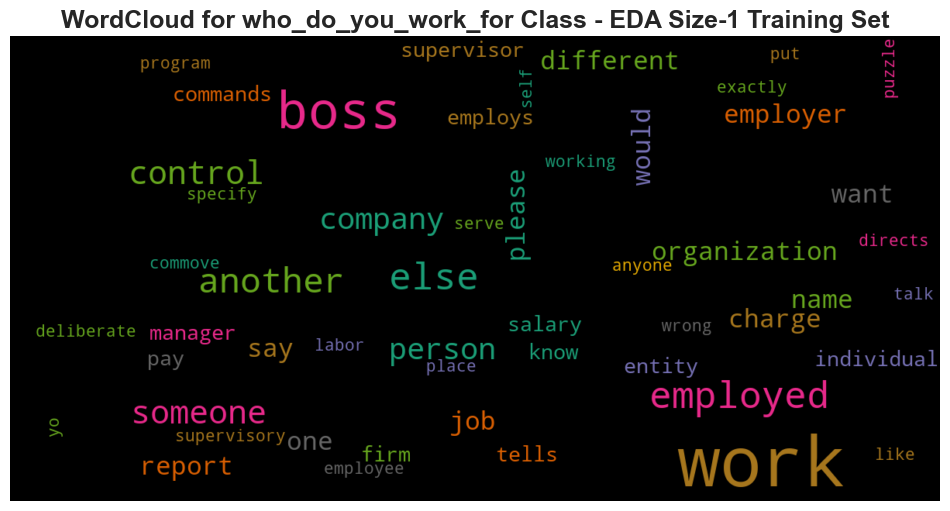 WordCloud for who_do_you_work_for Class - EDA Size-1 Training Set
program
supervisor
different
put
puzzle
commands
boss
employs
self
exactly
employer
would
control
specify
working
want
company
serve
please
organization
directs
commove
another
else
anyone
name
talk
deliberate
manager
say
labor
salary
wrong
charge
pay
person
know
place
entity
individual
employed
someone
job
yo
supervisory
one
report
firm
employee
tells
work
like